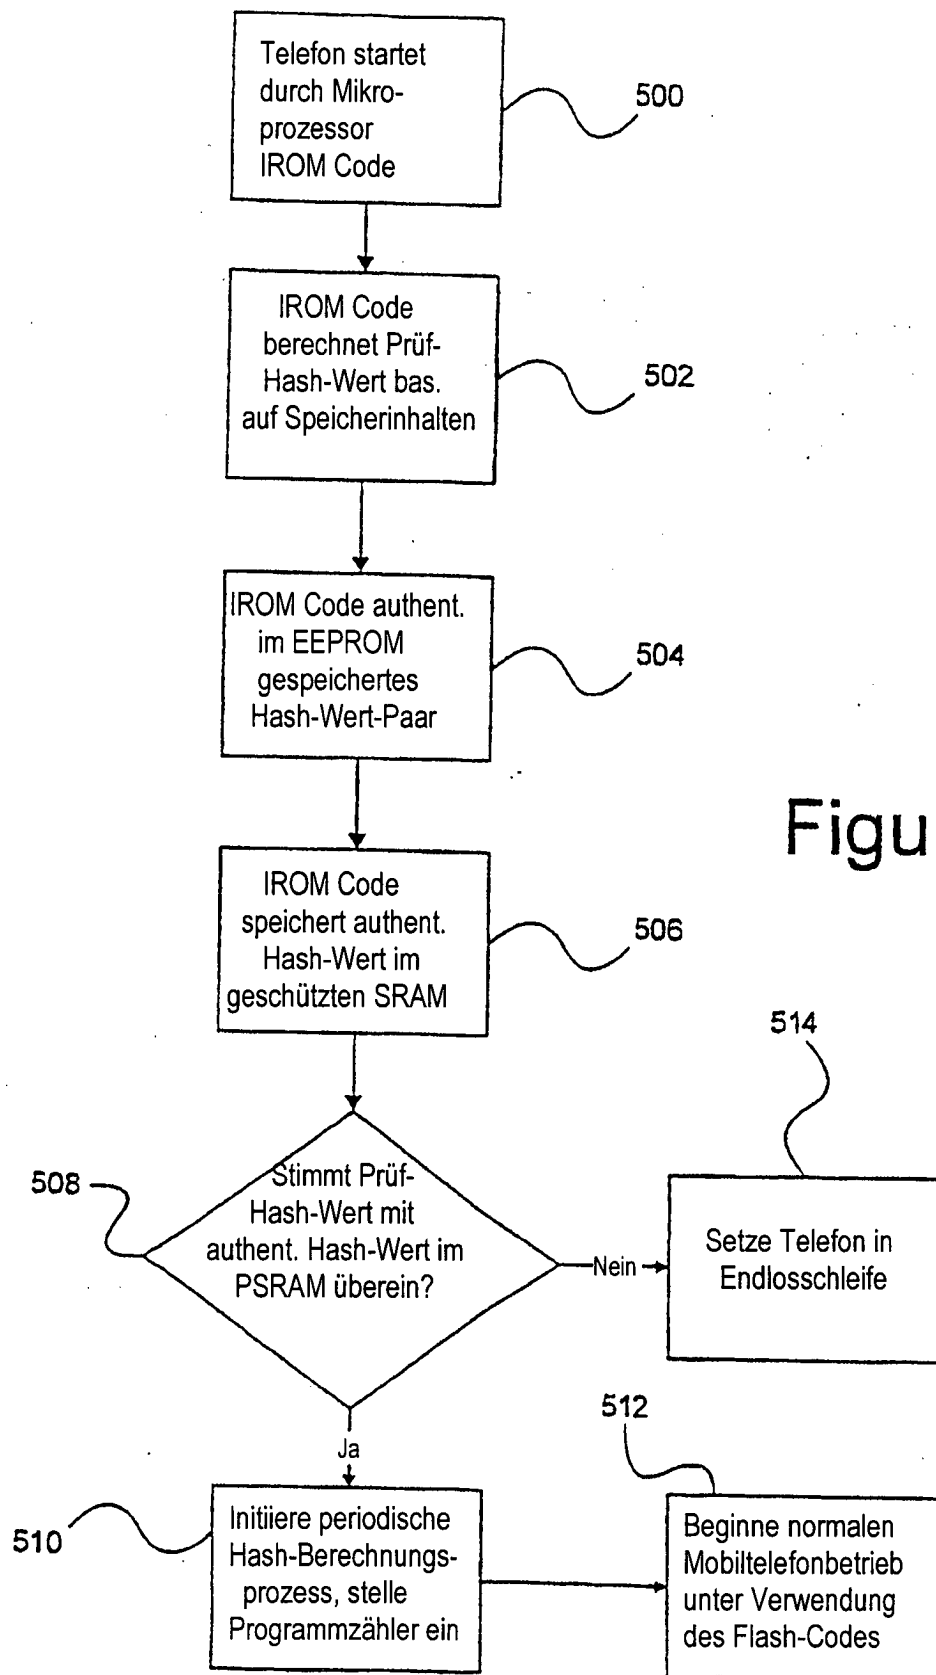 Telefon startet
durch Mikro-
prozessor
IROM Code
500
IROM Code
berechnet Prüf-
Hash-Wert bas.
auf Speicherinhalten
502
IROM Code authent.
im EEPROM
gespeichertes
Hash-Wert-Paar
504
Figu
IROM Code
speichert authent.
Hash-Wert im
geschützten SRAM
506
514
508
Stimmt Prüf-
Hash-Wert mit
authent. Hash-Wert im
PSRAM überein?
Nein
Setze Telefon in
Endlosschleife
Ja
512
510
Initiiere periodische
Hash-Berechnungs-
prozess, stelle
Programmzähler ein
Beginne normalen
Mobiltelefonbetrieb
unter Verwendung
des Flash-Codes